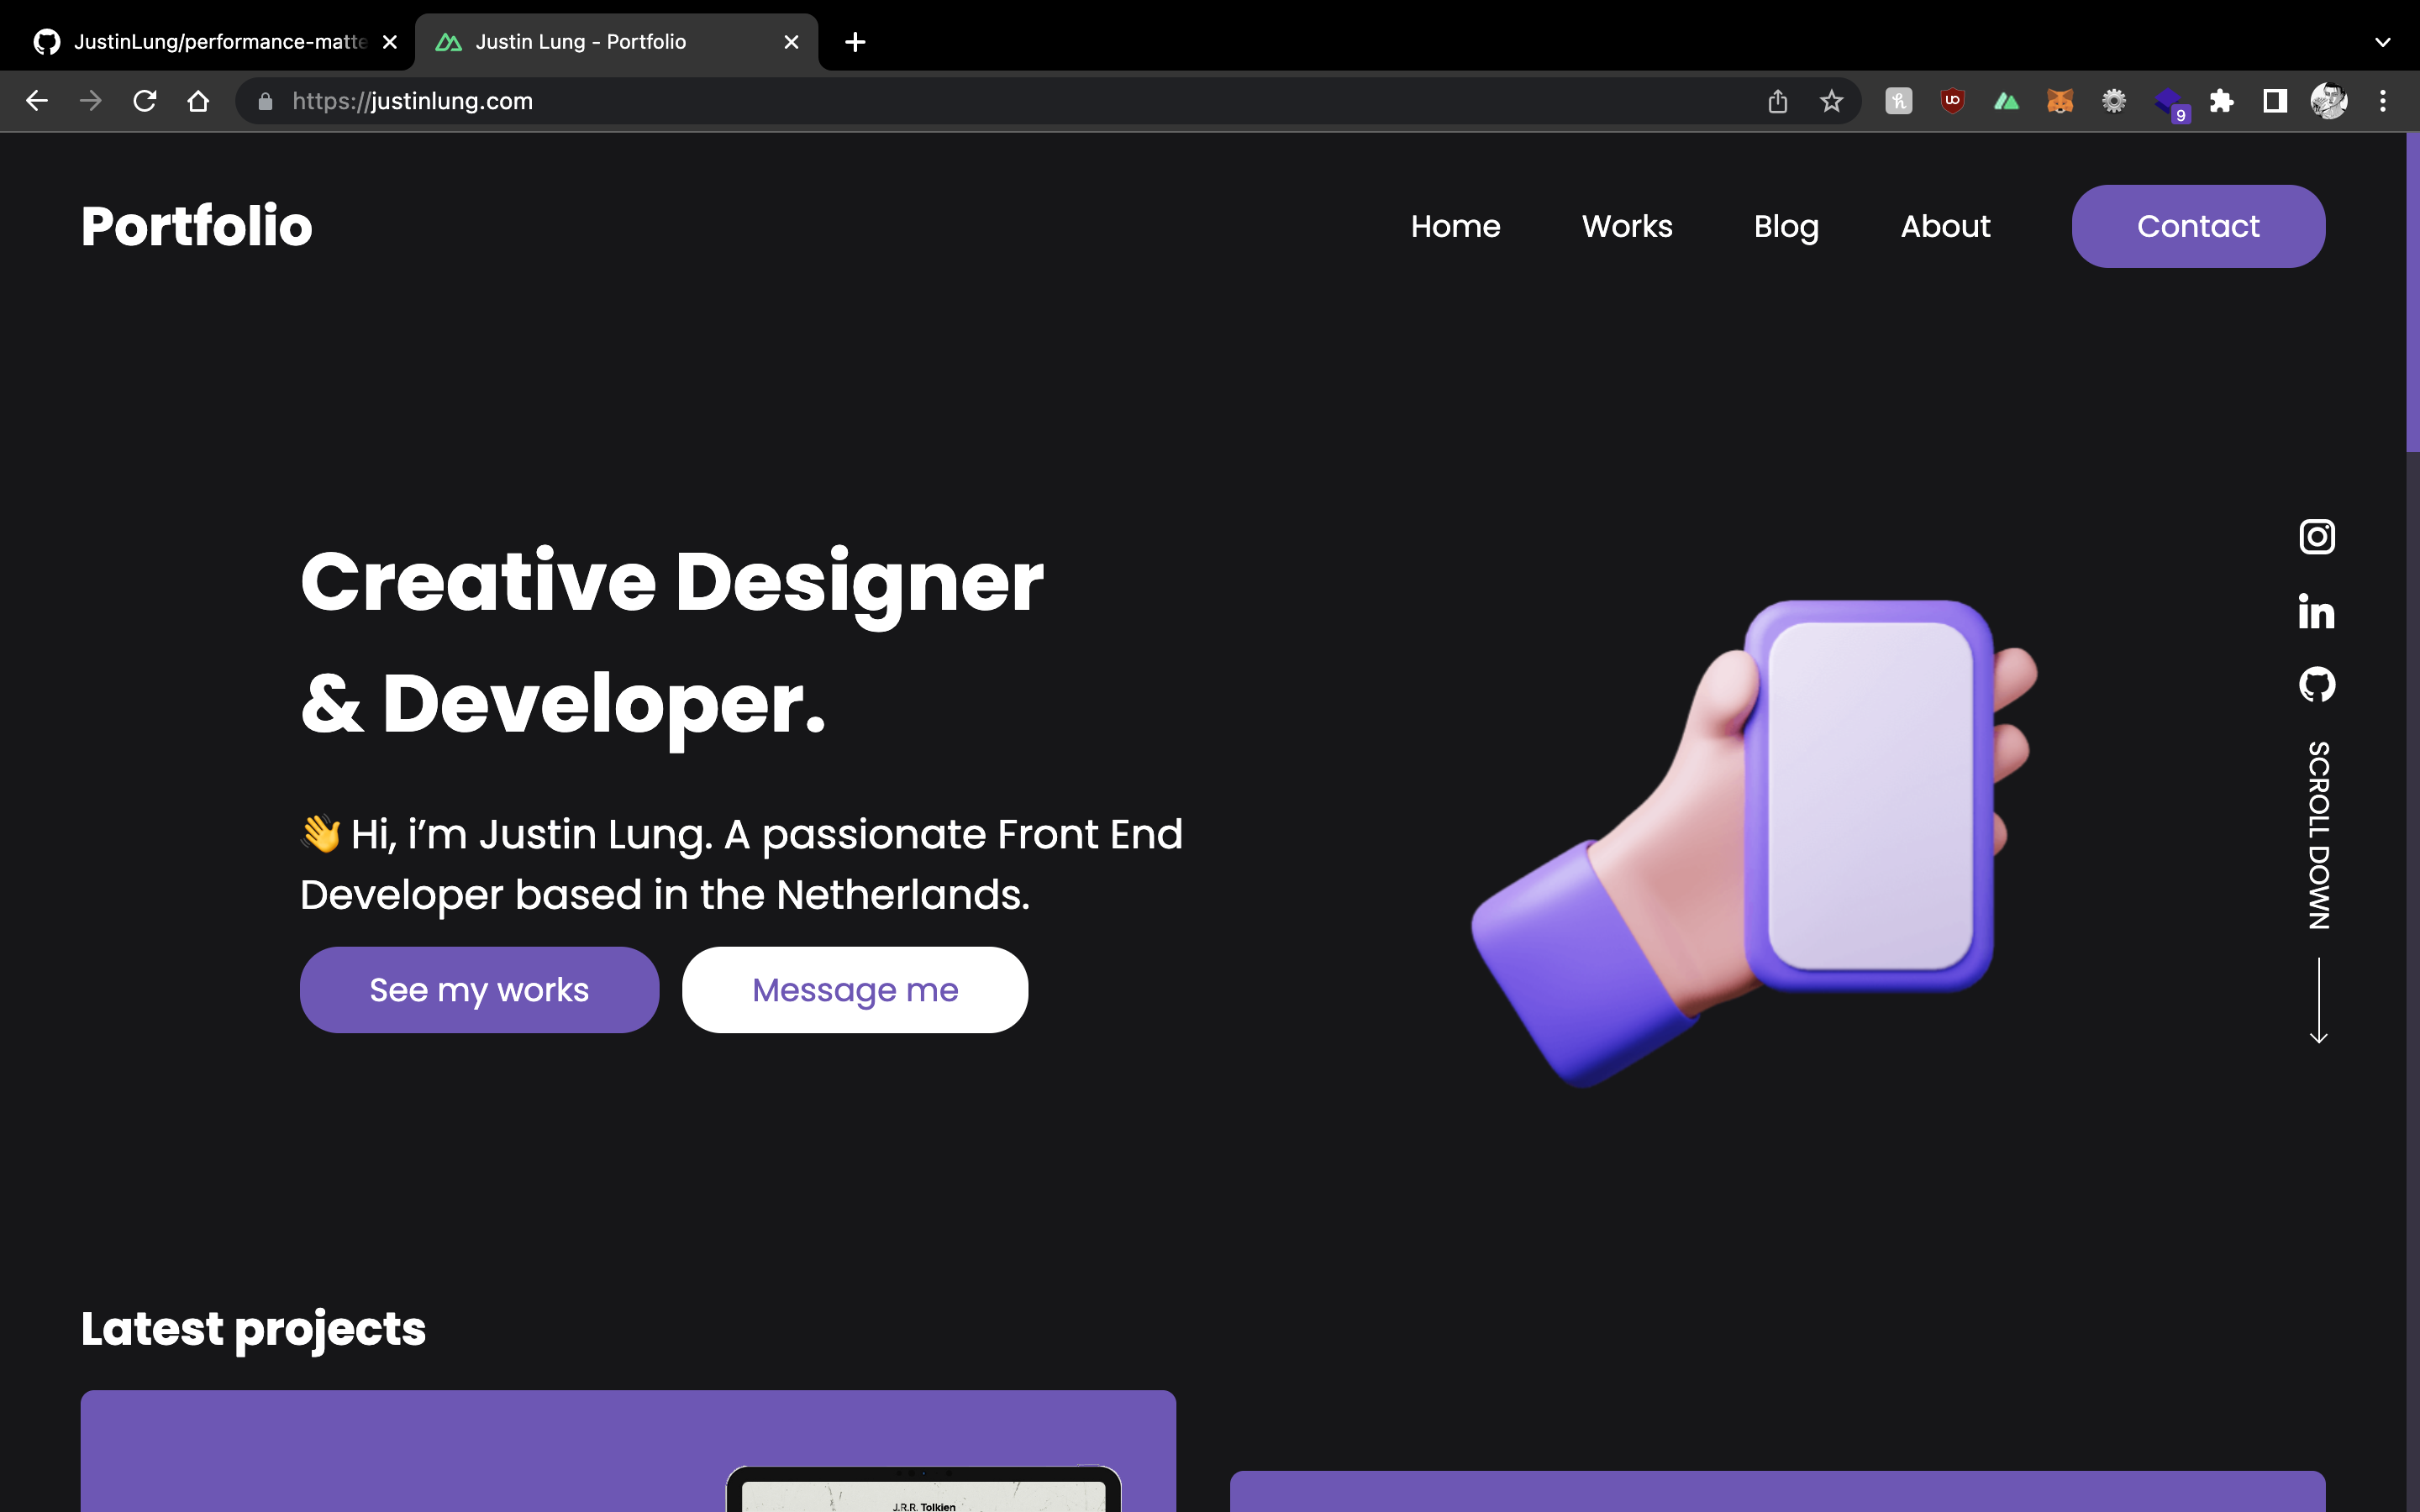 JustinLung/performance-matte
Justin Lung - Portfolio
https://justinlung.com
9
Portfolio
Home
Works
Blog
About
Contact
Creative Designer
& Developer.
👋 Hi, i’m Justin Lung. A passionate Front End
Developer based in the Netherlands.
See my works
Message me
SCROLL DOWN
Latest projects
J.R.R. Tolkien